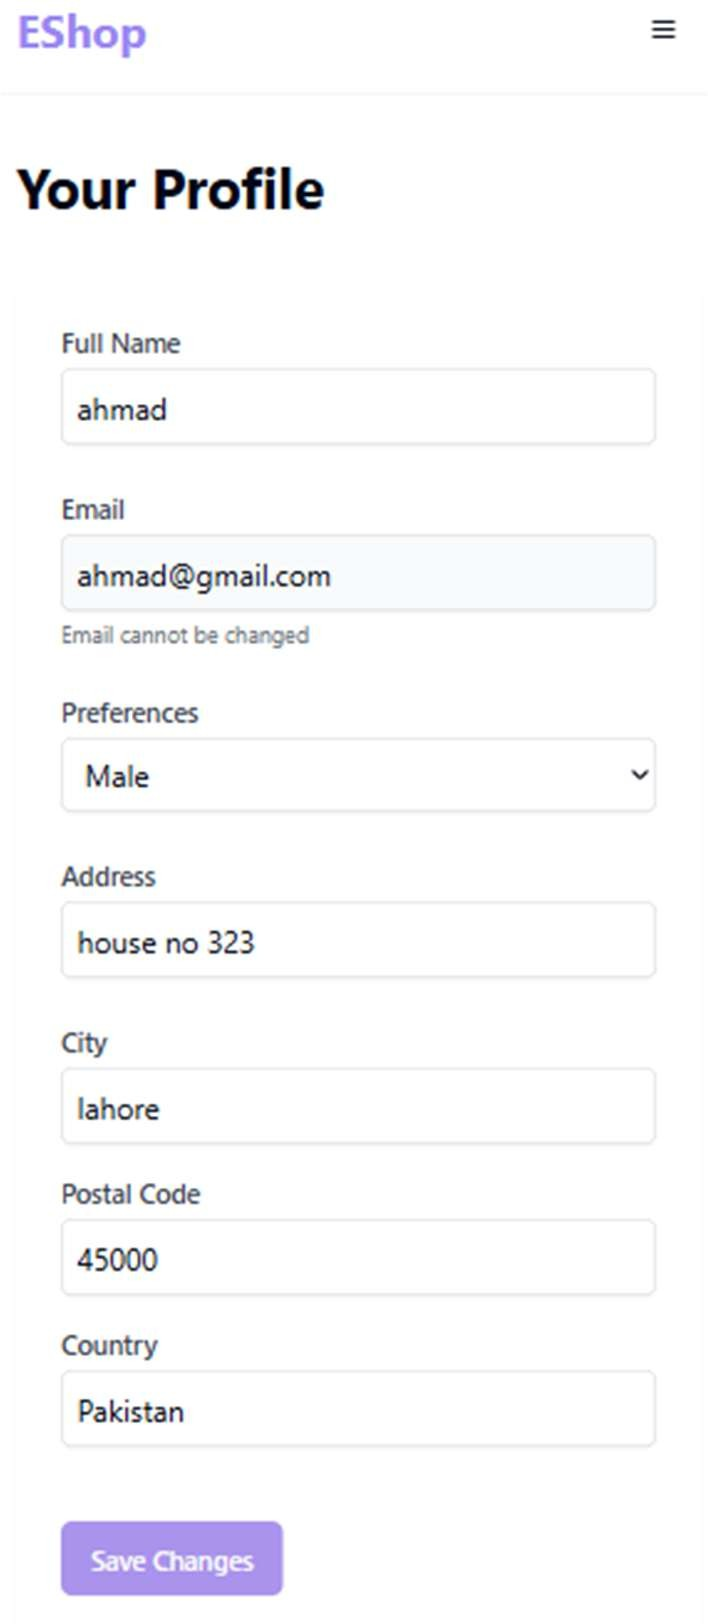 EShop
Your Profile
Full Name
ahmad
Email
ahmad@gmail.com
Email cannot be changed
Preferences
Male
Address
house no 323
City
lahore
Postal Code
45000
Country
Pakistan
Save Changes